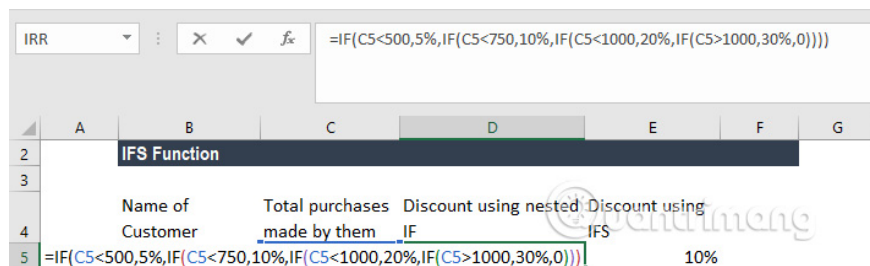 IRR fx =IF(C5<500,5%,IF(C5<750,10%,IF(C5<1000,20%,IF(C5>1000,30%,0))))
A B C D E F G
2 IFS Function
3
Name of Total purchases Discount using nested Discount using
4 Customer made by them IF IFS
5 =IF(C5<500,5%,IF(C5<750,10%,IF(C5<1000,20%,IF(C5>1000,30%,0))) 10%
Quantrimang